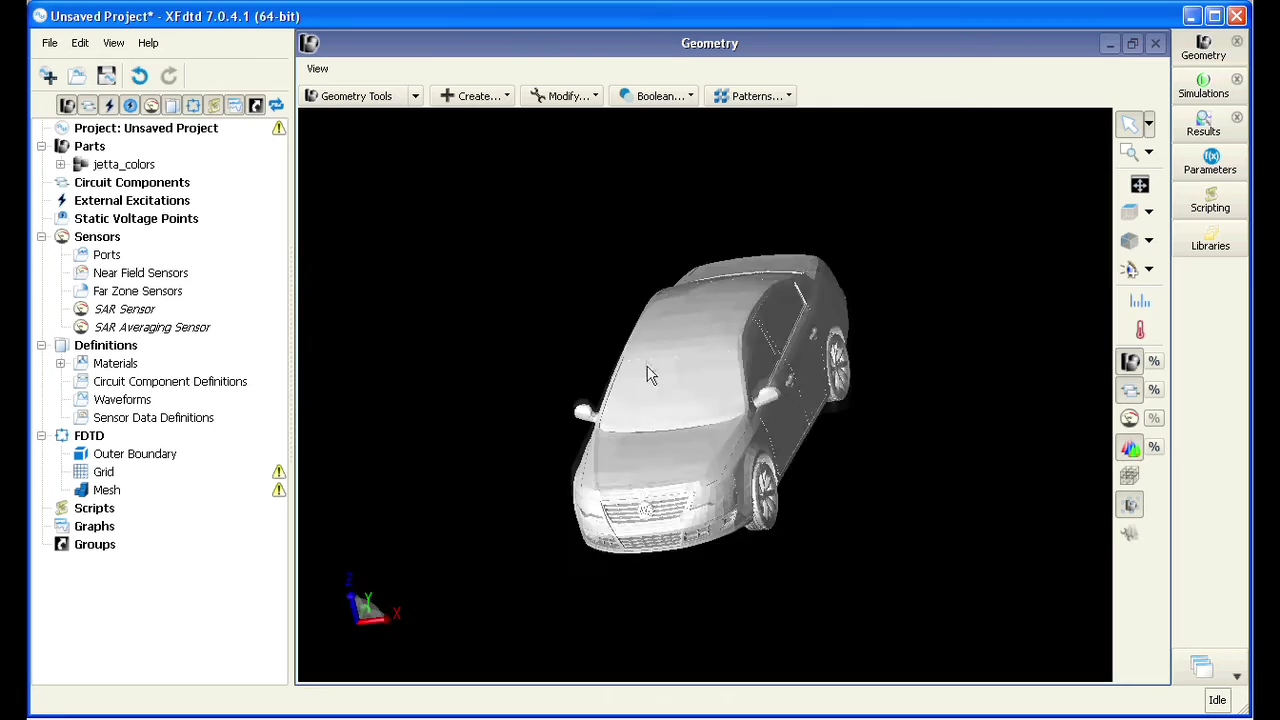 Unsaved Project* - XFdtd 7.0.4.1 (64-bit)
File Edit View Help
Geometry
View
Geometry Tools
Create...
Modify...
Boolean...
Patterns...
Project: Unsaved Project
Parts
jetta_colors
Circuit Components
External Excitations
Static Voltage Points
Sensors
Ports
Near Field Sensors
Far Zone Sensors
SAR Sensor
SAR Averaging Sensor
Definitions
Materials
Circuit Component Definitions
Waveforms
Sensor Data Definitions
FDTD
Outer Boundary
Grid
Mesh
Scripts
Graphs
Groups
Y
X
%
%
%
%
Geometry
Simulations
Results
f(x)
Parameters
Scripting
Libraries
Idle